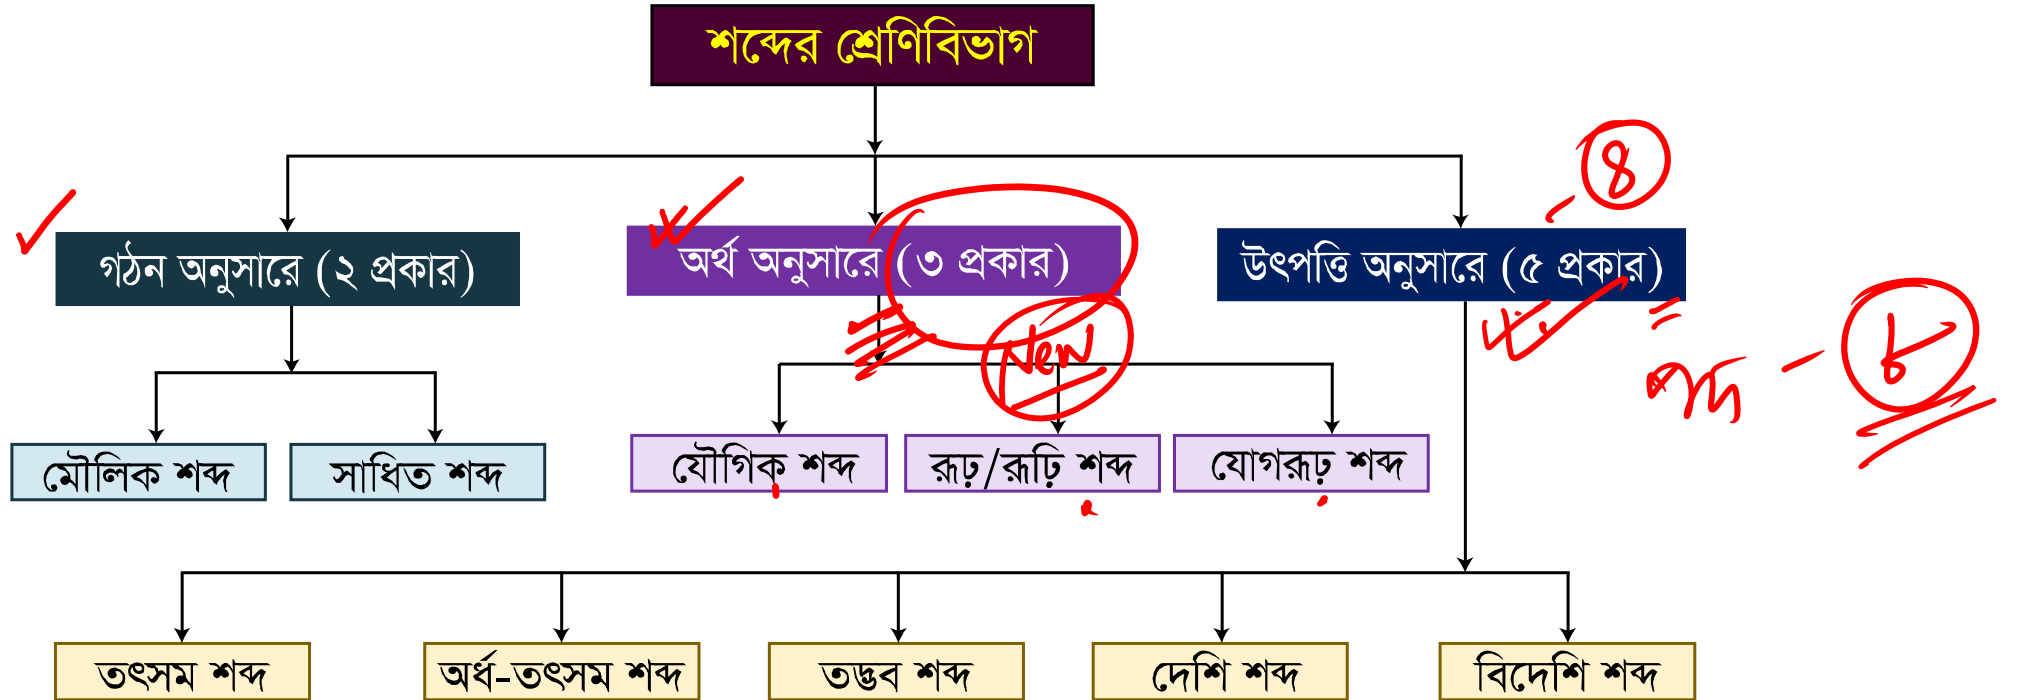 শব্দের শ্রেণিবিভাগ
৪
গঠন অনুসারে (২ প্রকার)
অর্থ অনুসারে (৩ প্রকার)
উৎপত্তি অনুসারে (৫ প্রকার)
New
পদ - ৮
মৌলিক শব্দ
সাধিত শব্দ
যৌগিক শব্দ
রূঢ়/রূঢ়ি শব্দ
যোগরূঢ় শব্দ
তৎসম শব্দ
অর্ধ-তৎসম শব্দ
তদ্ভব শব্দ
দেশি শব্দ
বিদেশি শব্দ